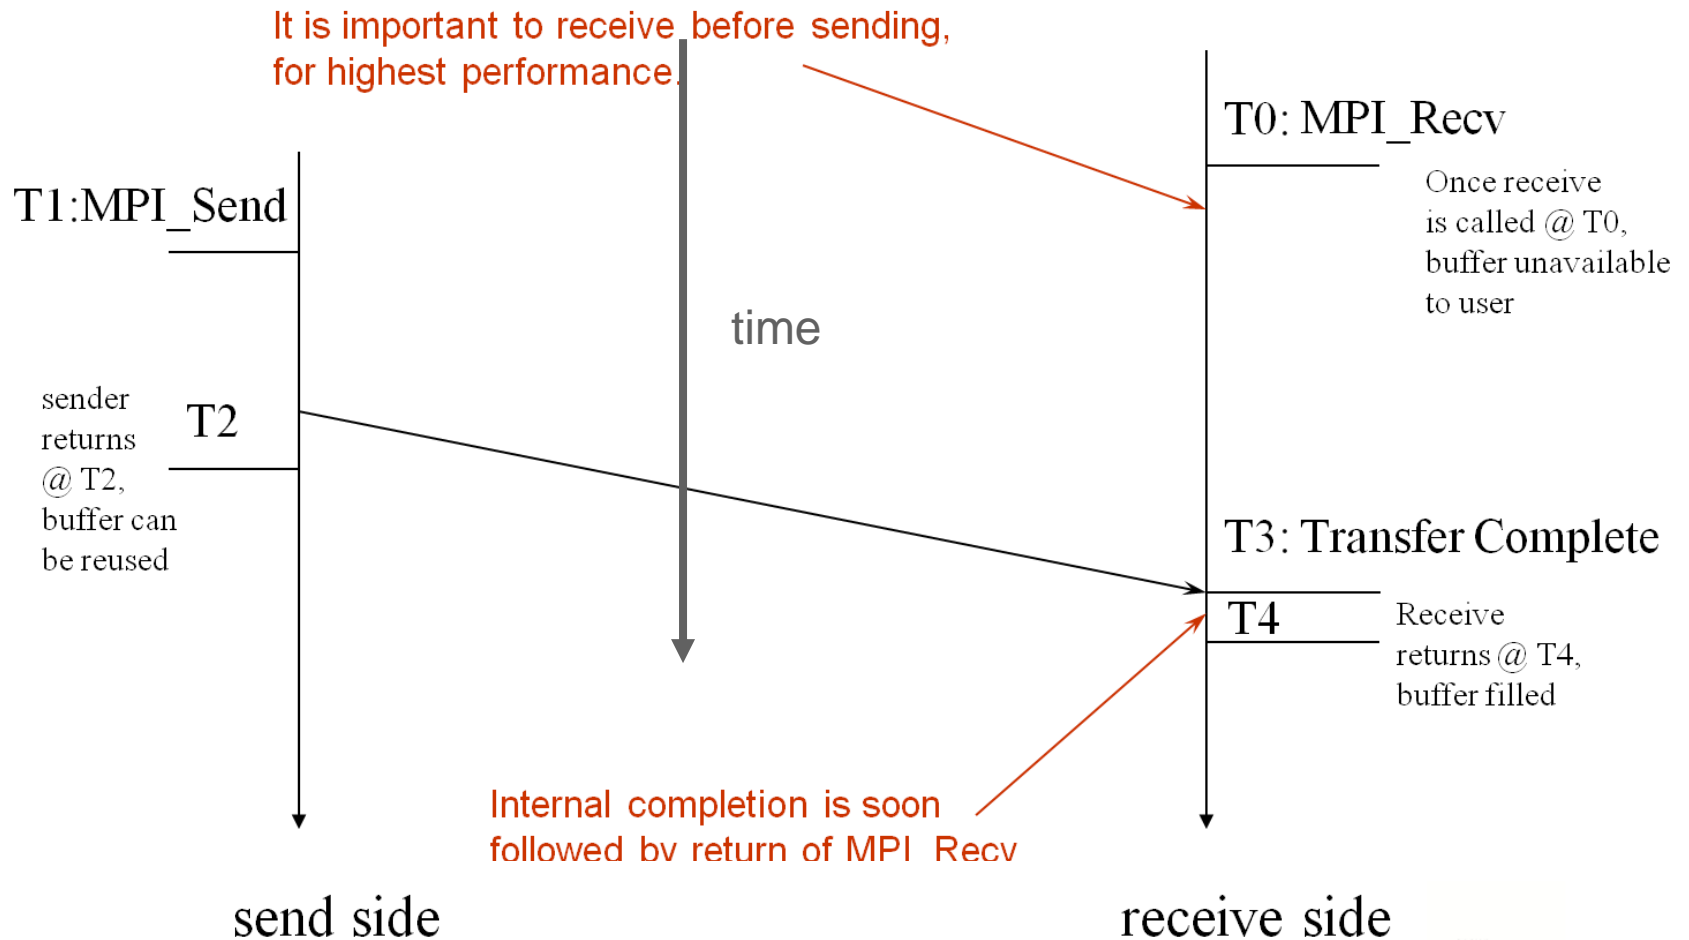 It is important to receive before sending,
for highest performance.
T0: MPI_Recv
Once receive
is called @ T0,
buffer unavailable
to user
T1:MPI_Send
time
sender
returns
@ T2,
buffer can
be reused
T2
T3: Transfer Complete
T4
Receive
returns @ T4,
buffer filled
Internal completion is soon
followed by return of MPI_Recv
send side
receive side